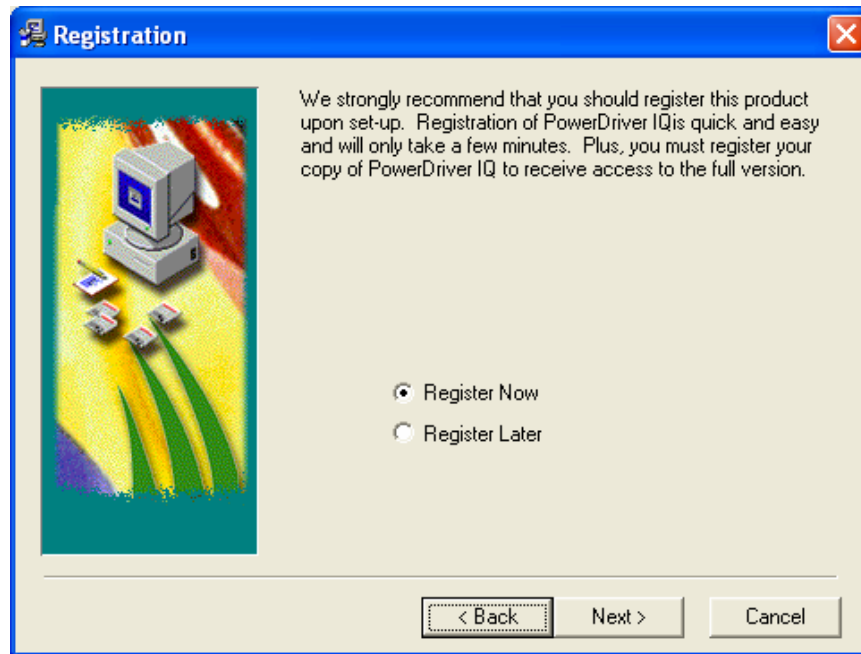 Registration
We strongly recommend that you should register this product
upon set-up.  Registration of PowerDriver IQis quick and easy
and will only take a few minutes.  Plus, you must register your
copy of PowerDriver IQ to receive access to the full version.
Register Now
Register Later
< Back
Next >
Cancel